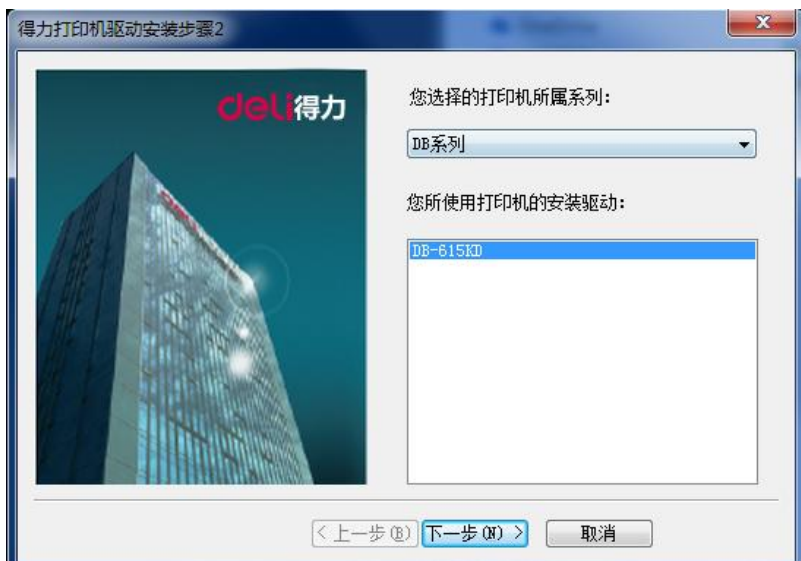 得力打印机驱动安装步骤2
deli得力
您选择的打印机所属系列：
DB系列
您所使用打印机的安装驱动：
DB-615KD
<上一步(B) 下一步(N)> 取消